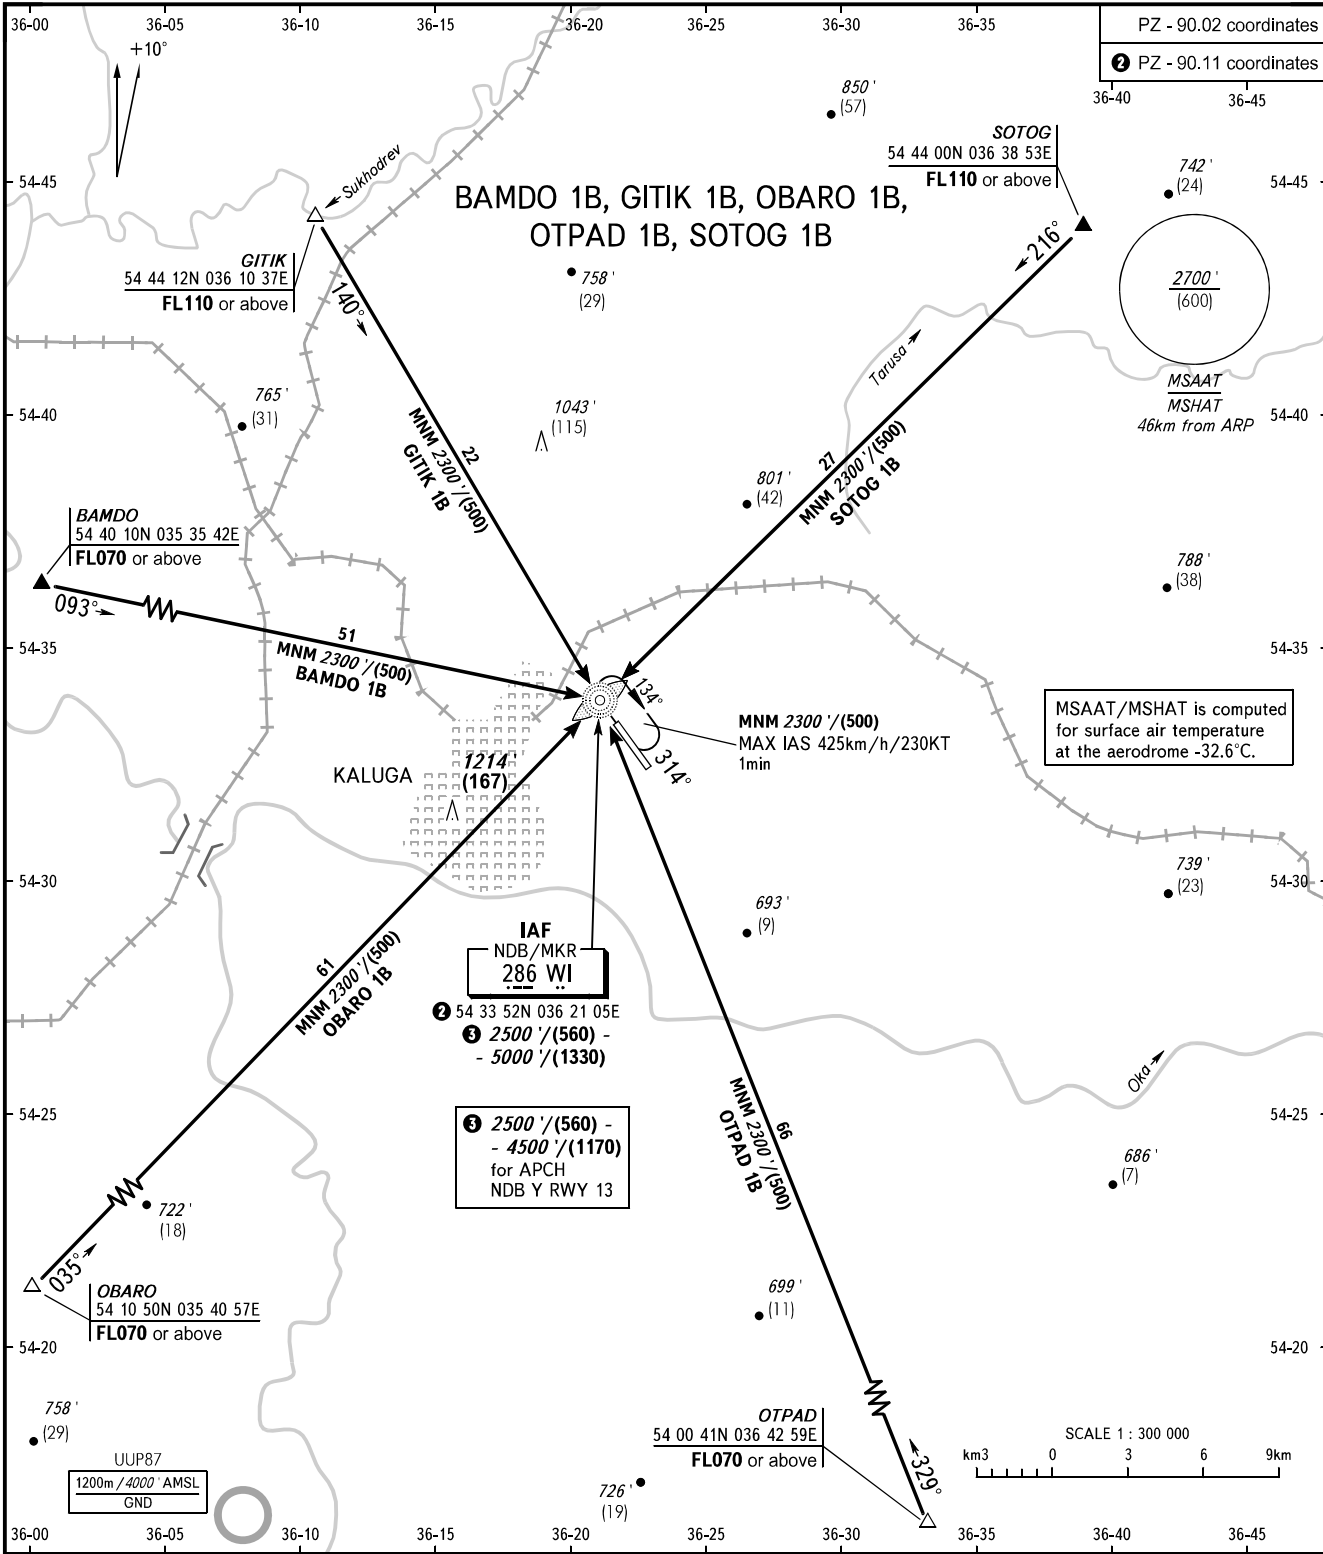 36-00 36-05 36-10 36-20 36-25 36-30 36-35
PZ - 90.02 coordinates
❷ PZ - 90.11 coordinates
36-40 36-45
+10°
850'
(57)
SOTOG
54 44 00N 036 38 53E
FL110 or above
742'
(24)
54-45
54-45
Sukhodrev
BAMDO 1B, GITIK 1B, OBARO 1B,
OTPAD 1B, SOTOG 1B
216°
GITIK
54 44 12N 036 10 37E
FL110 or above
140°
758'
(29)
2700'
(600)
MSAAT
MSHAT
46km from ARP
Tarusa
765'
(31)
1043'
(115)
54-40
54-40
22
MNM 2300'/(500)
GITIK 1B
27
MNM 2300'/(500)
SOTOG 1B
801'
(42)
BAMDO
54 40 10N 035 35 42E
FL070 or above
093°
788'
(38)
51
MNM 2300'/(500)
BAMDO 1B
54-35
54-35
134°
314°
MNM 2300'/(500)
MAX IAS 425km/h/230KT
1min
MSAAT/MSHAT is computed
for surface air temperature
at the aerodrome -32.6°C.
KALUGA
1214'
(167)
54-30
54-30
739'
(23)
693'
(9)
IAF
NDB/MKR
286 WI
❷ 54 33 52N 036 21 05E
❸ 2500'/(560) -
- 5000'/(1330)
61
MNM 2300'/(500)
OBARO 1B
Oka
❸ 2500'/(560) -
- 4500'/(1170)
for APCH
NDB Y RWY 13
54-25
54-25
66
MNM 2300'/(500)
OTPAD 1B
686'
(7)
722'
(18)
035°
OBARO
54 10 50N 035 40 57E
FL070 or above
699'
(11)
54-20
54-20
758'
(29)
OTPAD
54 00 41N 036 42 59E
FL070 or above
329°
SCALE 1 : 300 000
km3 0 3 6 9km
UUP87
1200m/4000' AMSL
GND
726'
(19)
36-00 36-05 36-10 36-20 36-25 36-30 36-35 36-40 36-45